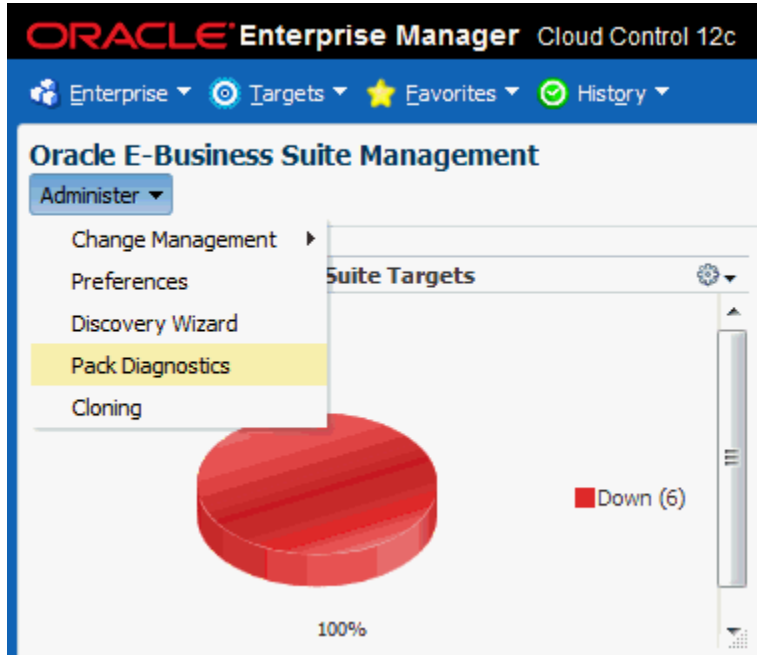 ORACLE Enterprise Manager Cloud Control 12c
Enterprise Targets Favorites History
Oracle E-Business Suite Management
Administer
Change Management
Suite Targets
Preferences
Discovery Wizard
Pack Diagnostics
Cloning
Down (6)
100%